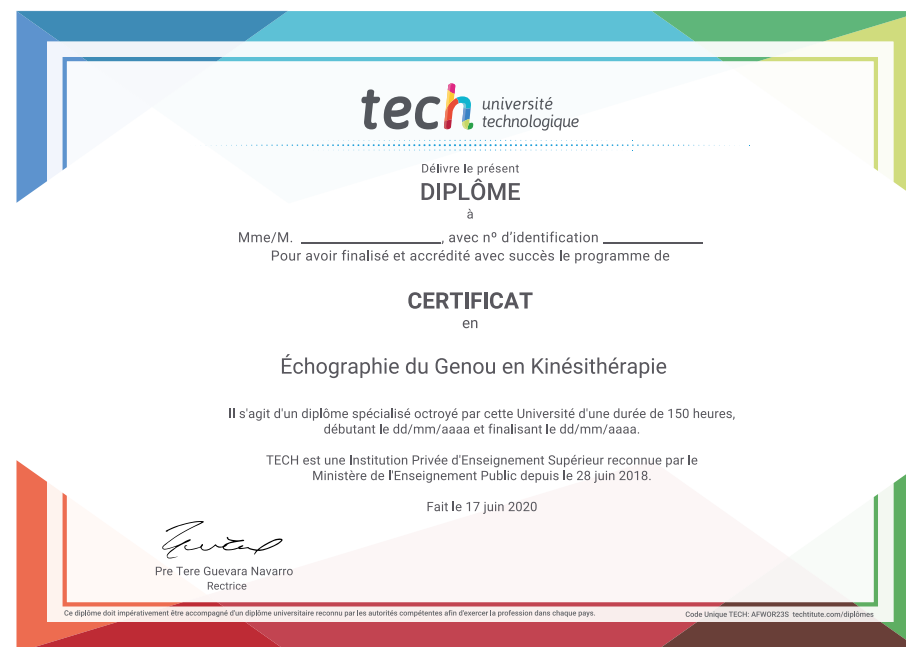 tech université
technologique
Délivre le présent
DIPLÔME
à
Mme/M. ____________________, avec nº d'identification ______________
Pour avoir finalisé et accrédité avec succès le programme de
CERTIFICAT
en
Échographie du Genou en Kinésithérapie
Il s'agit d'un diplôme spécialisé octroyé par cette Université d'une durée de 150 heures,
débutant le dd/mm/aaaa et finalisant le dd/mm/aaaa.
TECH est une Institution Privée d'Enseignement Supérieur reconnue par le
Ministère de l'Enseignement Public depuis le 28 juin 2018.
Fait le 17 juin 2020
Pre Tere Guevara Navarro
Rectrice
Ce diplôme doit impérativement être accompagné d'un diplôme universitaire reconnu par les autorités compétentes afin d'exercer la profession dans chaque pays.
Code Unique TECH: AFWOR23S techtitute.com/diplômes